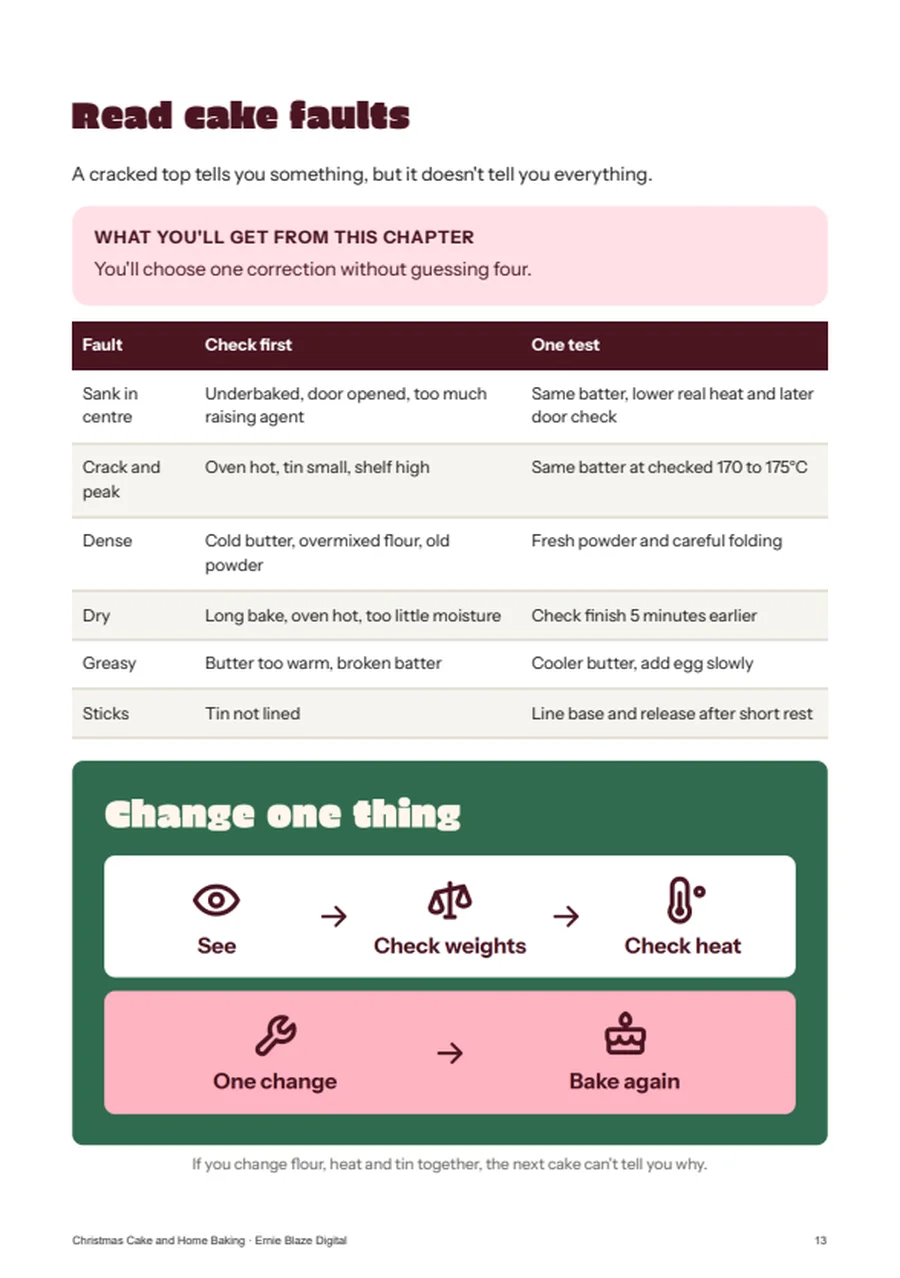 Read cake faults
A cracked top tells you something, but it doesn't tell you everything.
WHAT YOU'LL GET FROM THIS CHAPTER
You'll choose one correction without guessing four.
Fault Check first One test
Sank in centre Underbaked, door opened, too much raising agent Same batter, lower real heat and later door check
Crack and peak Oven hot, tin small, shelf high Same batter at checked 170 to 175°C
Dense Cold butter, overmixed flour, old powder Fresh powder and careful folding
Dry Long bake, oven hot, too little moisture Check finish 5 minutes earlier
Greasy Butter too warm, broken batter Cooler butter, add egg slowly
Sticks Tin not lined Line base and release after short rest
Change one thing
See → Check weights → Check heat
One change → Bake again
If you change flour, heat and tin together, the next cake can't tell you why.
Christmas Cake and Home Baking · Ernie Blaze Digital 13